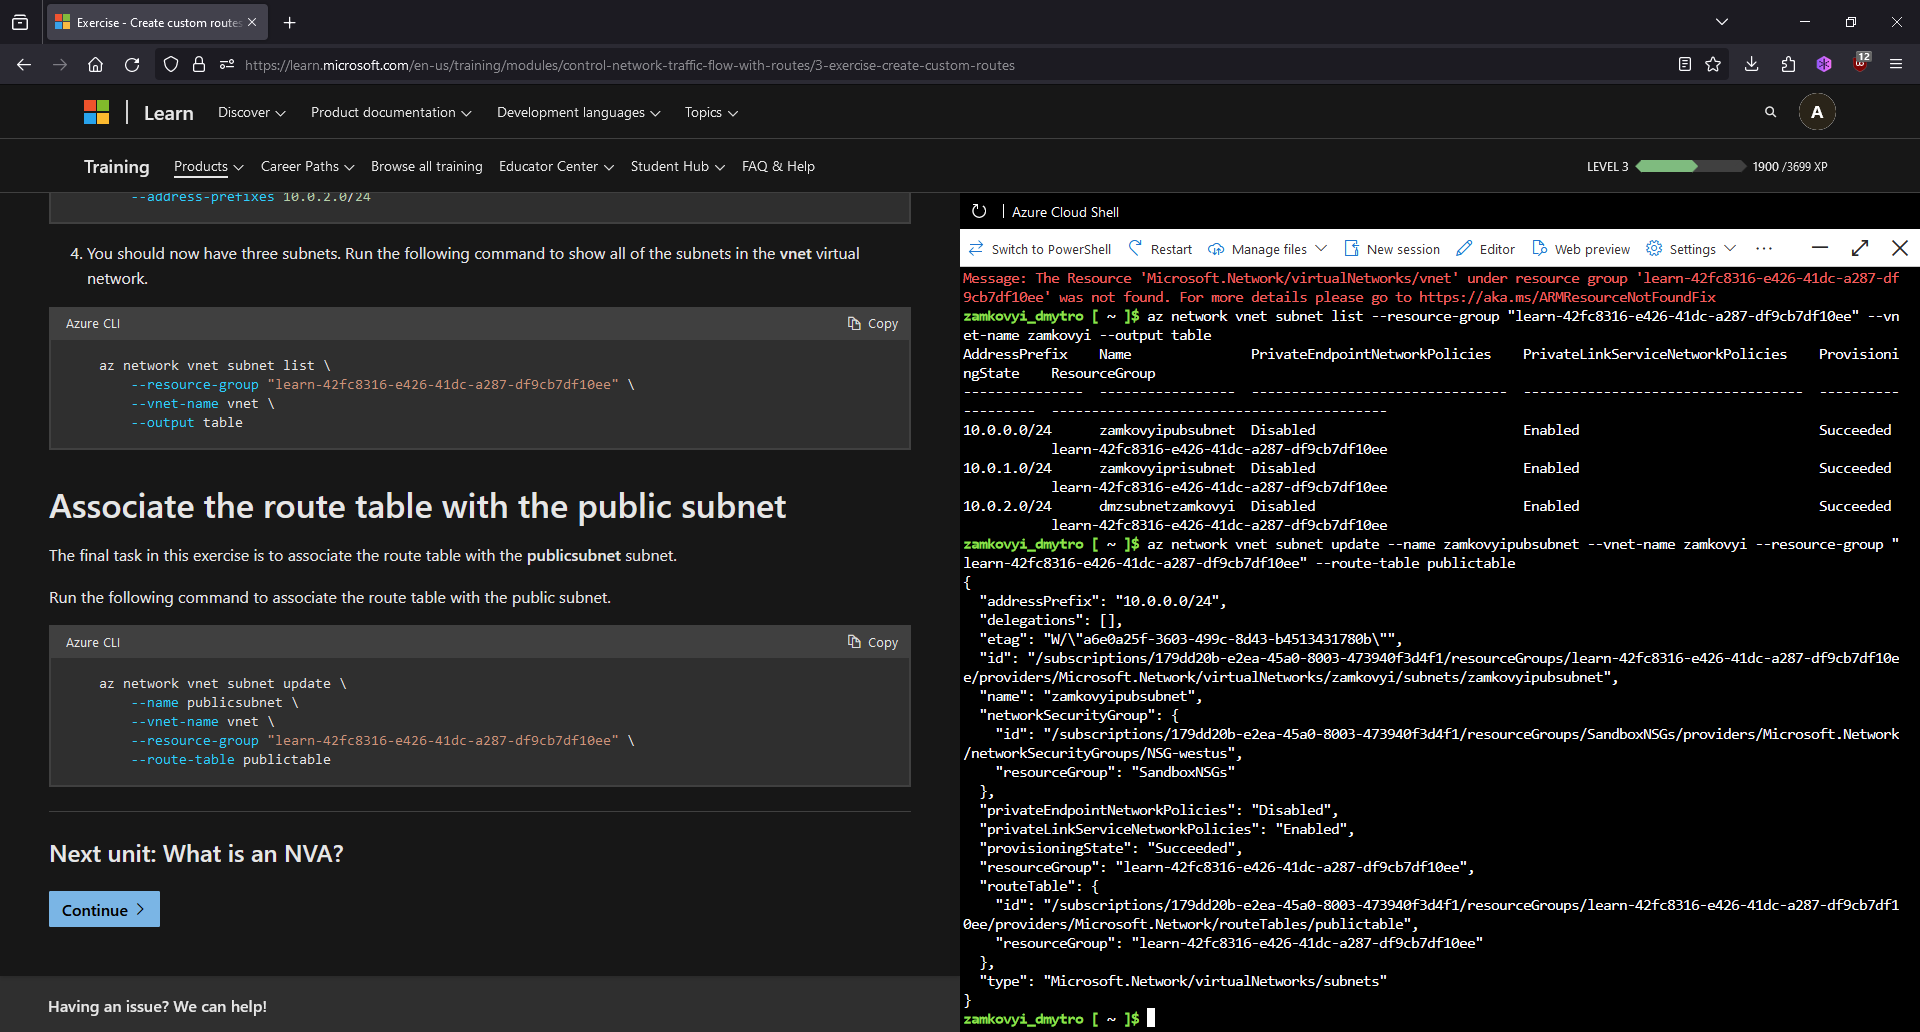 Exercise - Create custom routes
https://learn.microsoft.com/en-us/training/modules/control-network-traffic-flow-with-routes/3-exercise-create-custom-routes
12
Learn
Discover
Product documentation
Development languages
Topics
A
Training
Products
Career Paths
Browse all training
Educator Center
Student Hub
FAQ & Help
LEVEL 3
1900 /3699 XP
--address-prefixes 10.0.2.0/24
4. You should now have three subnets. Run the following command to show all of the subnets in the vnet virtual
network.
Azure CLI
Copy
az network vnet subnet list \
--resource-group "learn-42fc8316-e426-41dc-a287-df9cb7df10ee" \
--vnet-name vnet \
--output table
Associate the route table with the public subnet
The final task in this exercise is to associate the route table with the publicsubnet subnet.
Run the following command to associate the route table with the public subnet.
Azure CLI
Copy
az network vnet subnet update \
--name publicsubnet \
--vnet-name vnet \
--resource-group "learn-42fc8316-e426-41dc-a287-df9cb7df10ee" \
--route-table publictable
Next unit: What is an NVA?
Continue
Having an issue? We can help!
Azure Cloud Shell
Switch to PowerShell
Restart
Manage files
New session
Editor
Web preview
Settings
Message: The Resource 'Microsoft.Network/virtualNetworks/vnet' under resource group 'learn-42fc8316-e426-41dc-a287-df
9cb7df10ee' was not found. For more details please go to https://aka.ms/ARMResourceNotFoundFix
zamkovyi_dmytro [ ~ ]$ az network vnet subnet list --resource-group "learn-42fc8316-e426-41dc-a287-df9cb7df10ee" --vn
et-name zamkovyi --output table
AddressPrefix    Name               PrivateEndpointNetworkPolicies    PrivateLinkServiceNetworkPolicies    Provisioni
ngState    ResourceGroup
---------------  -----------------  --------------------------------  -----------------------------------  ----------
---------  ------------------------------------------
10.0.0.0/24      zamkovyipubsubnet  Disabled                          Enabled                              Succeeded
learn-42fc8316-e426-41dc-a287-df9cb7df10ee
10.0.1.0/24      zamkovyiprisubnet  Disabled                          Enabled                              Succeeded
learn-42fc8316-e426-41dc-a287-df9cb7df10ee
10.0.2.0/24      dmzsubnetzamkovyi  Disabled                          Enabled                              Succeeded
learn-42fc8316-e426-41dc-a287-df9cb7df10ee
zamkovyi_dmytro [ ~ ]$ az network vnet subnet update --name zamkovyipubsubnet --vnet-name zamkovyi --resource-group "
learn-42fc8316-e426-41dc-a287-df9cb7df10ee" --route-table publictable
{
"addressPrefix": "10.0.0.0/24",
"delegations": [],
"etag": "W/\"a6e0a25f-3603-499c-8d43-b4513431780b\"",
"id": "/subscriptions/179dd20b-e2ea-45a0-8003-473940f3d4f1/resourceGroups/learn-42fc8316-e426-41dc-a287-df9cb7df10e
e/providers/Microsoft.Network/virtualNetworks/zamkovyi/subnets/zamkovyipubsubnet",
"name": "zamkovyipubsubnet",
"networkSecurityGroup": {
"id": "/subscriptions/179dd20b-e2ea-45a0-8003-473940f3d4f1/resourceGroups/SandboxNSGs/providers/Microsoft.Network
/networkSecurityGroups/NSG-westus",
"resourceGroup": "SandboxNSGs"
},
"privateEndpointNetworkPolicies": "Disabled",
"privateLinkServiceNetworkPolicies": "Enabled",
"provisioningState": "Succeeded",
"resourceGroup": "learn-42fc8316-e426-41dc-a287-df9cb7df10ee",
"routeTable": {
"id": "/subscriptions/179dd20b-e2ea-45a0-8003-473940f3d4f1/resourceGroups/learn-42fc8316-e426-41dc-a287-df9cb7df1
0ee/providers/Microsoft.Network/routeTables/publictable",
"resourceGroup": "learn-42fc8316-e426-41dc-a287-df9cb7df10ee"
},
"type": "Microsoft.Network/virtualNetworks/subnets"
}
zamkovyi_dmytro [ ~ ]$